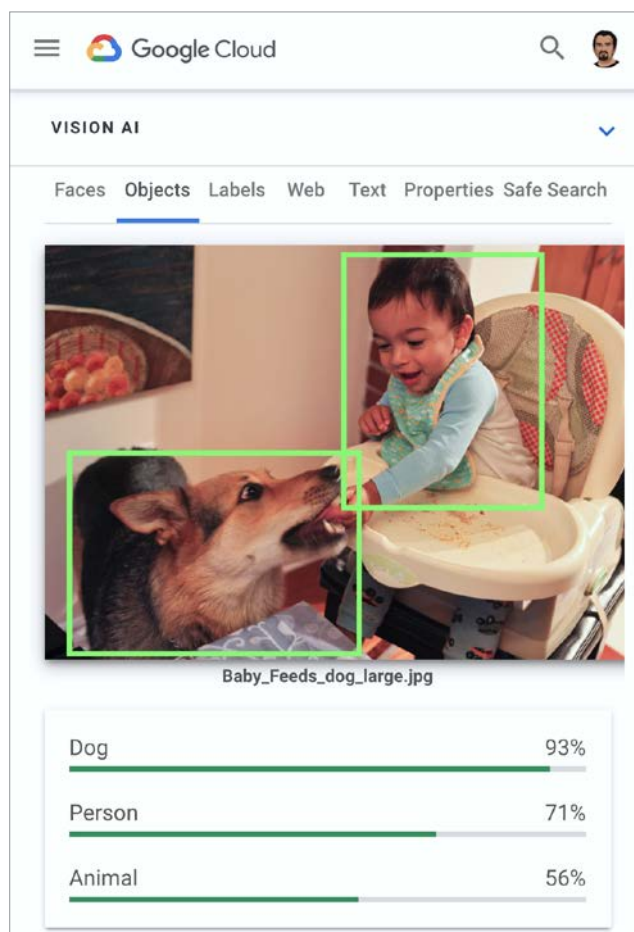 Google Cloud
VISION AI
Faces Objects Labels Web Text Properties Safe Search
Baby_Feeds_dog_large.jpg
Dog 93%
Person 71%
Animal 56%